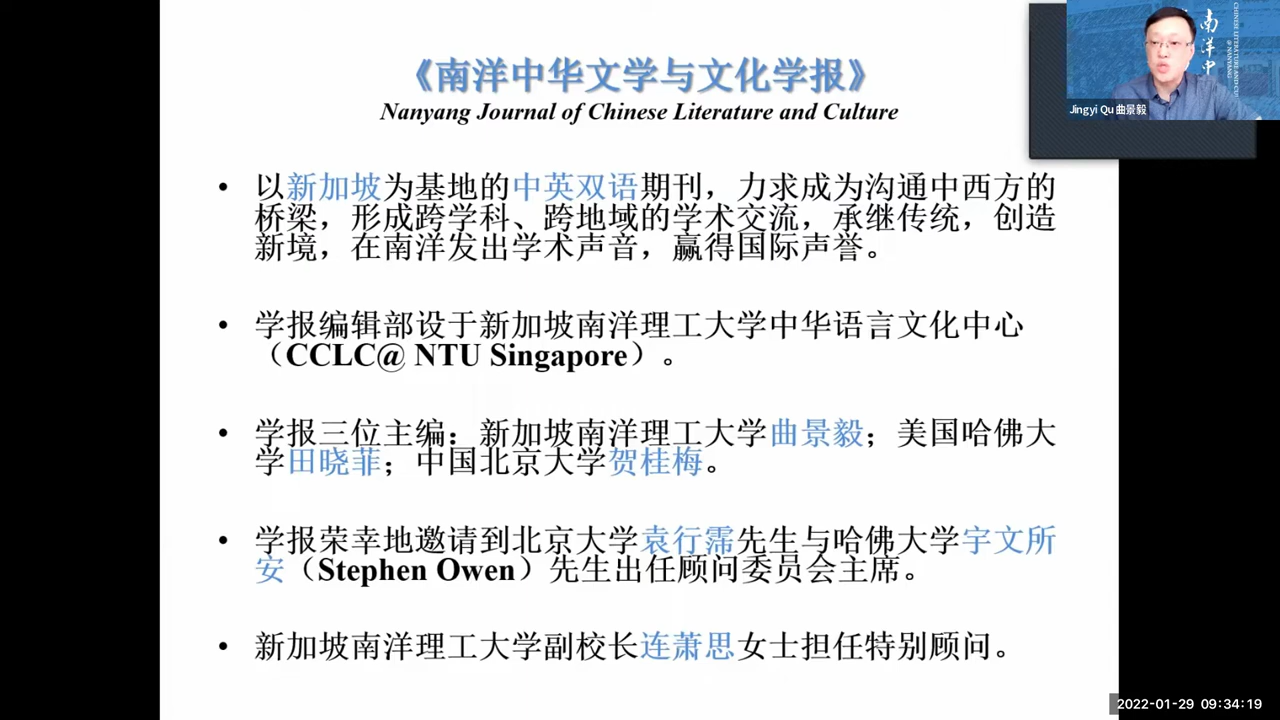 《南洋中华文学与文化学报》
Nanyang Journal of Chinese Literature and Culture
• 以新加坡为基地的中英双语期刊，力求成为沟通中西方的
桥梁，形成跨学科、跨地域的学术交流，承继传统，创造
新境，在南洋发出学术声音，赢得国际声誉。
• 学报编辑部设于新加坡南洋理工大学中华语言文化中心
（CCLC@ NTU Singapore）。
• 学报三位主编：新加坡南洋理工大学曲景毅；美国哈佛大
学田晓菲；中国北京大学贺桂梅。
• 学报荣幸地邀请到北京大学袁行霈先生与哈佛大学宇文所
安（Stephen Owen）先生出任顾问委员会主席。
• 新加坡南洋理工大学副校长连萧思女士担任特别顾问。
南洋中
CHINESE LITERATURE AND CUL
@ NANYANG
Jingyi Qu 曲景毅
2022-01-29 09:34:19